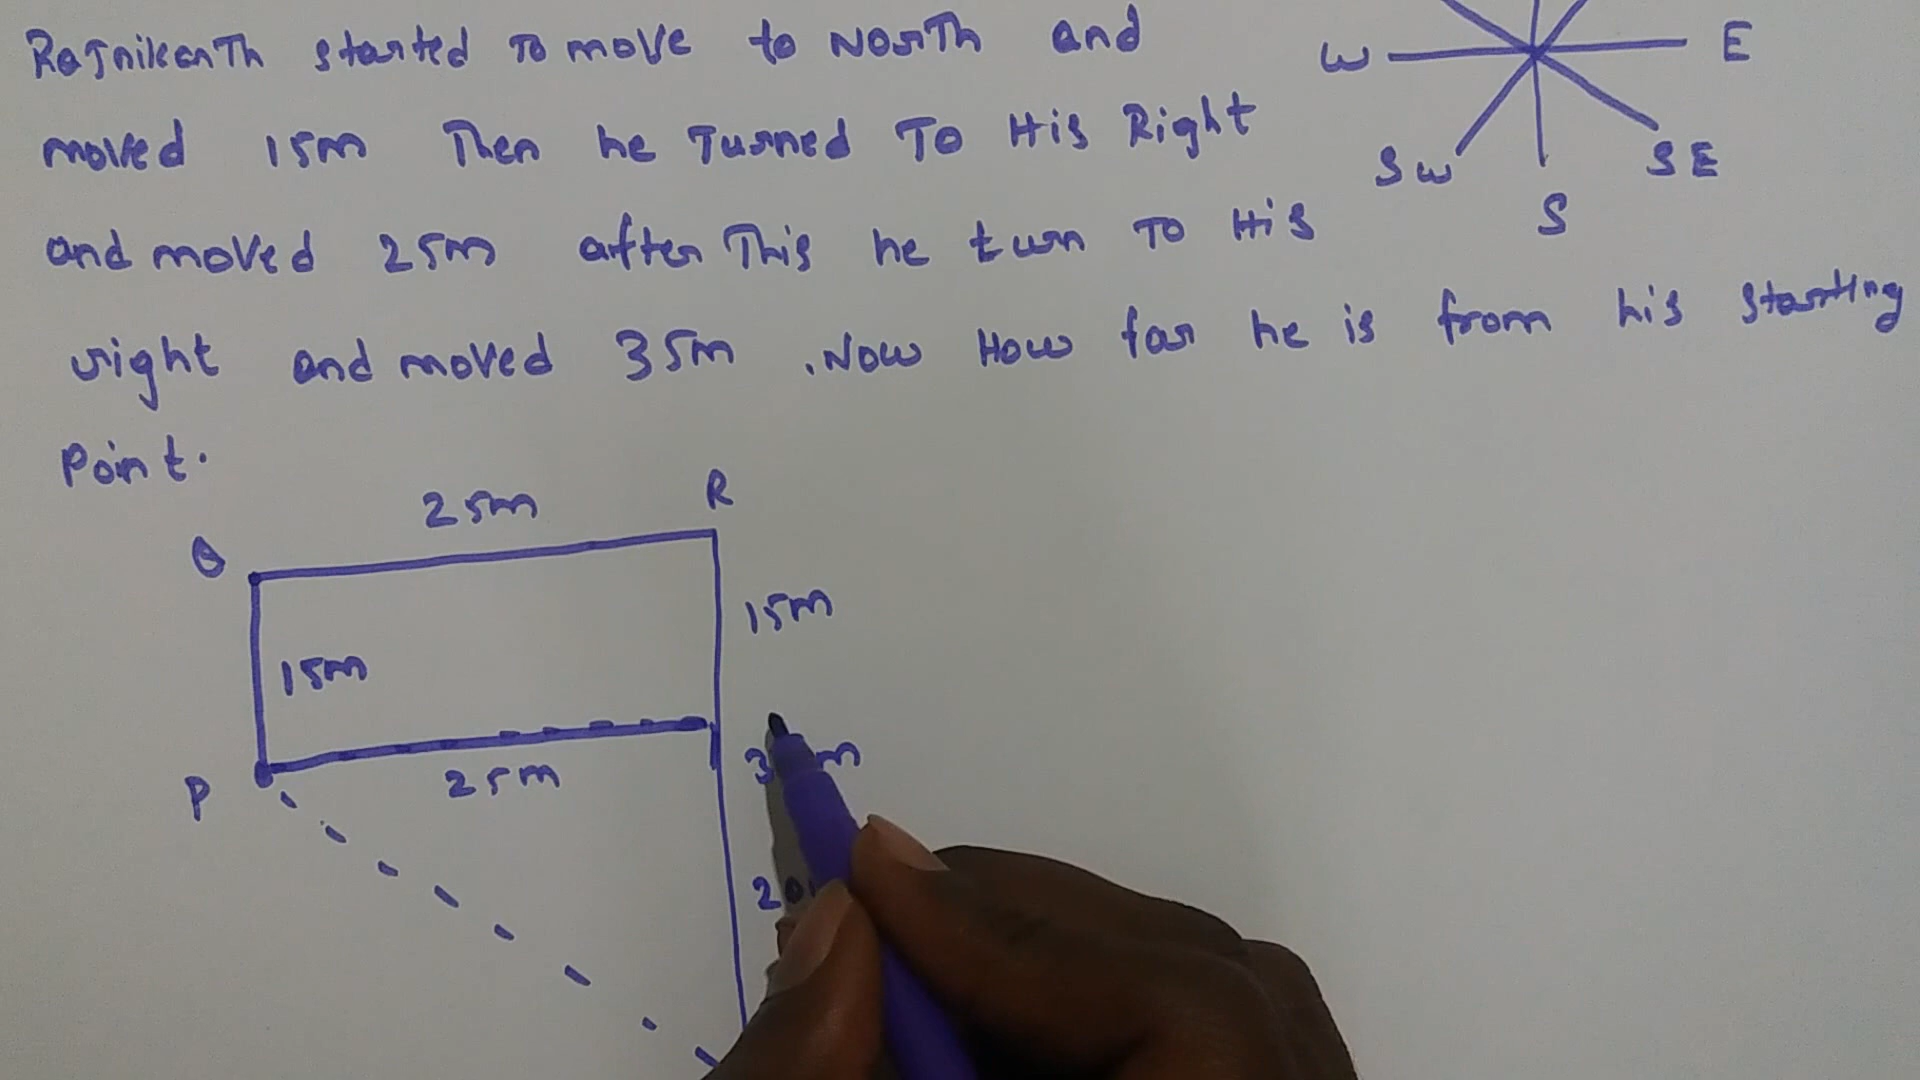 Rajnikanth started To move to North and
moved 15m Then he Turned To His Right
and moved 25m after This he turn To His
right and moved 35m . Now How far he is from his starting
Point.
W E
SW SE
S
25m R
Q
15m
15m
P 25m